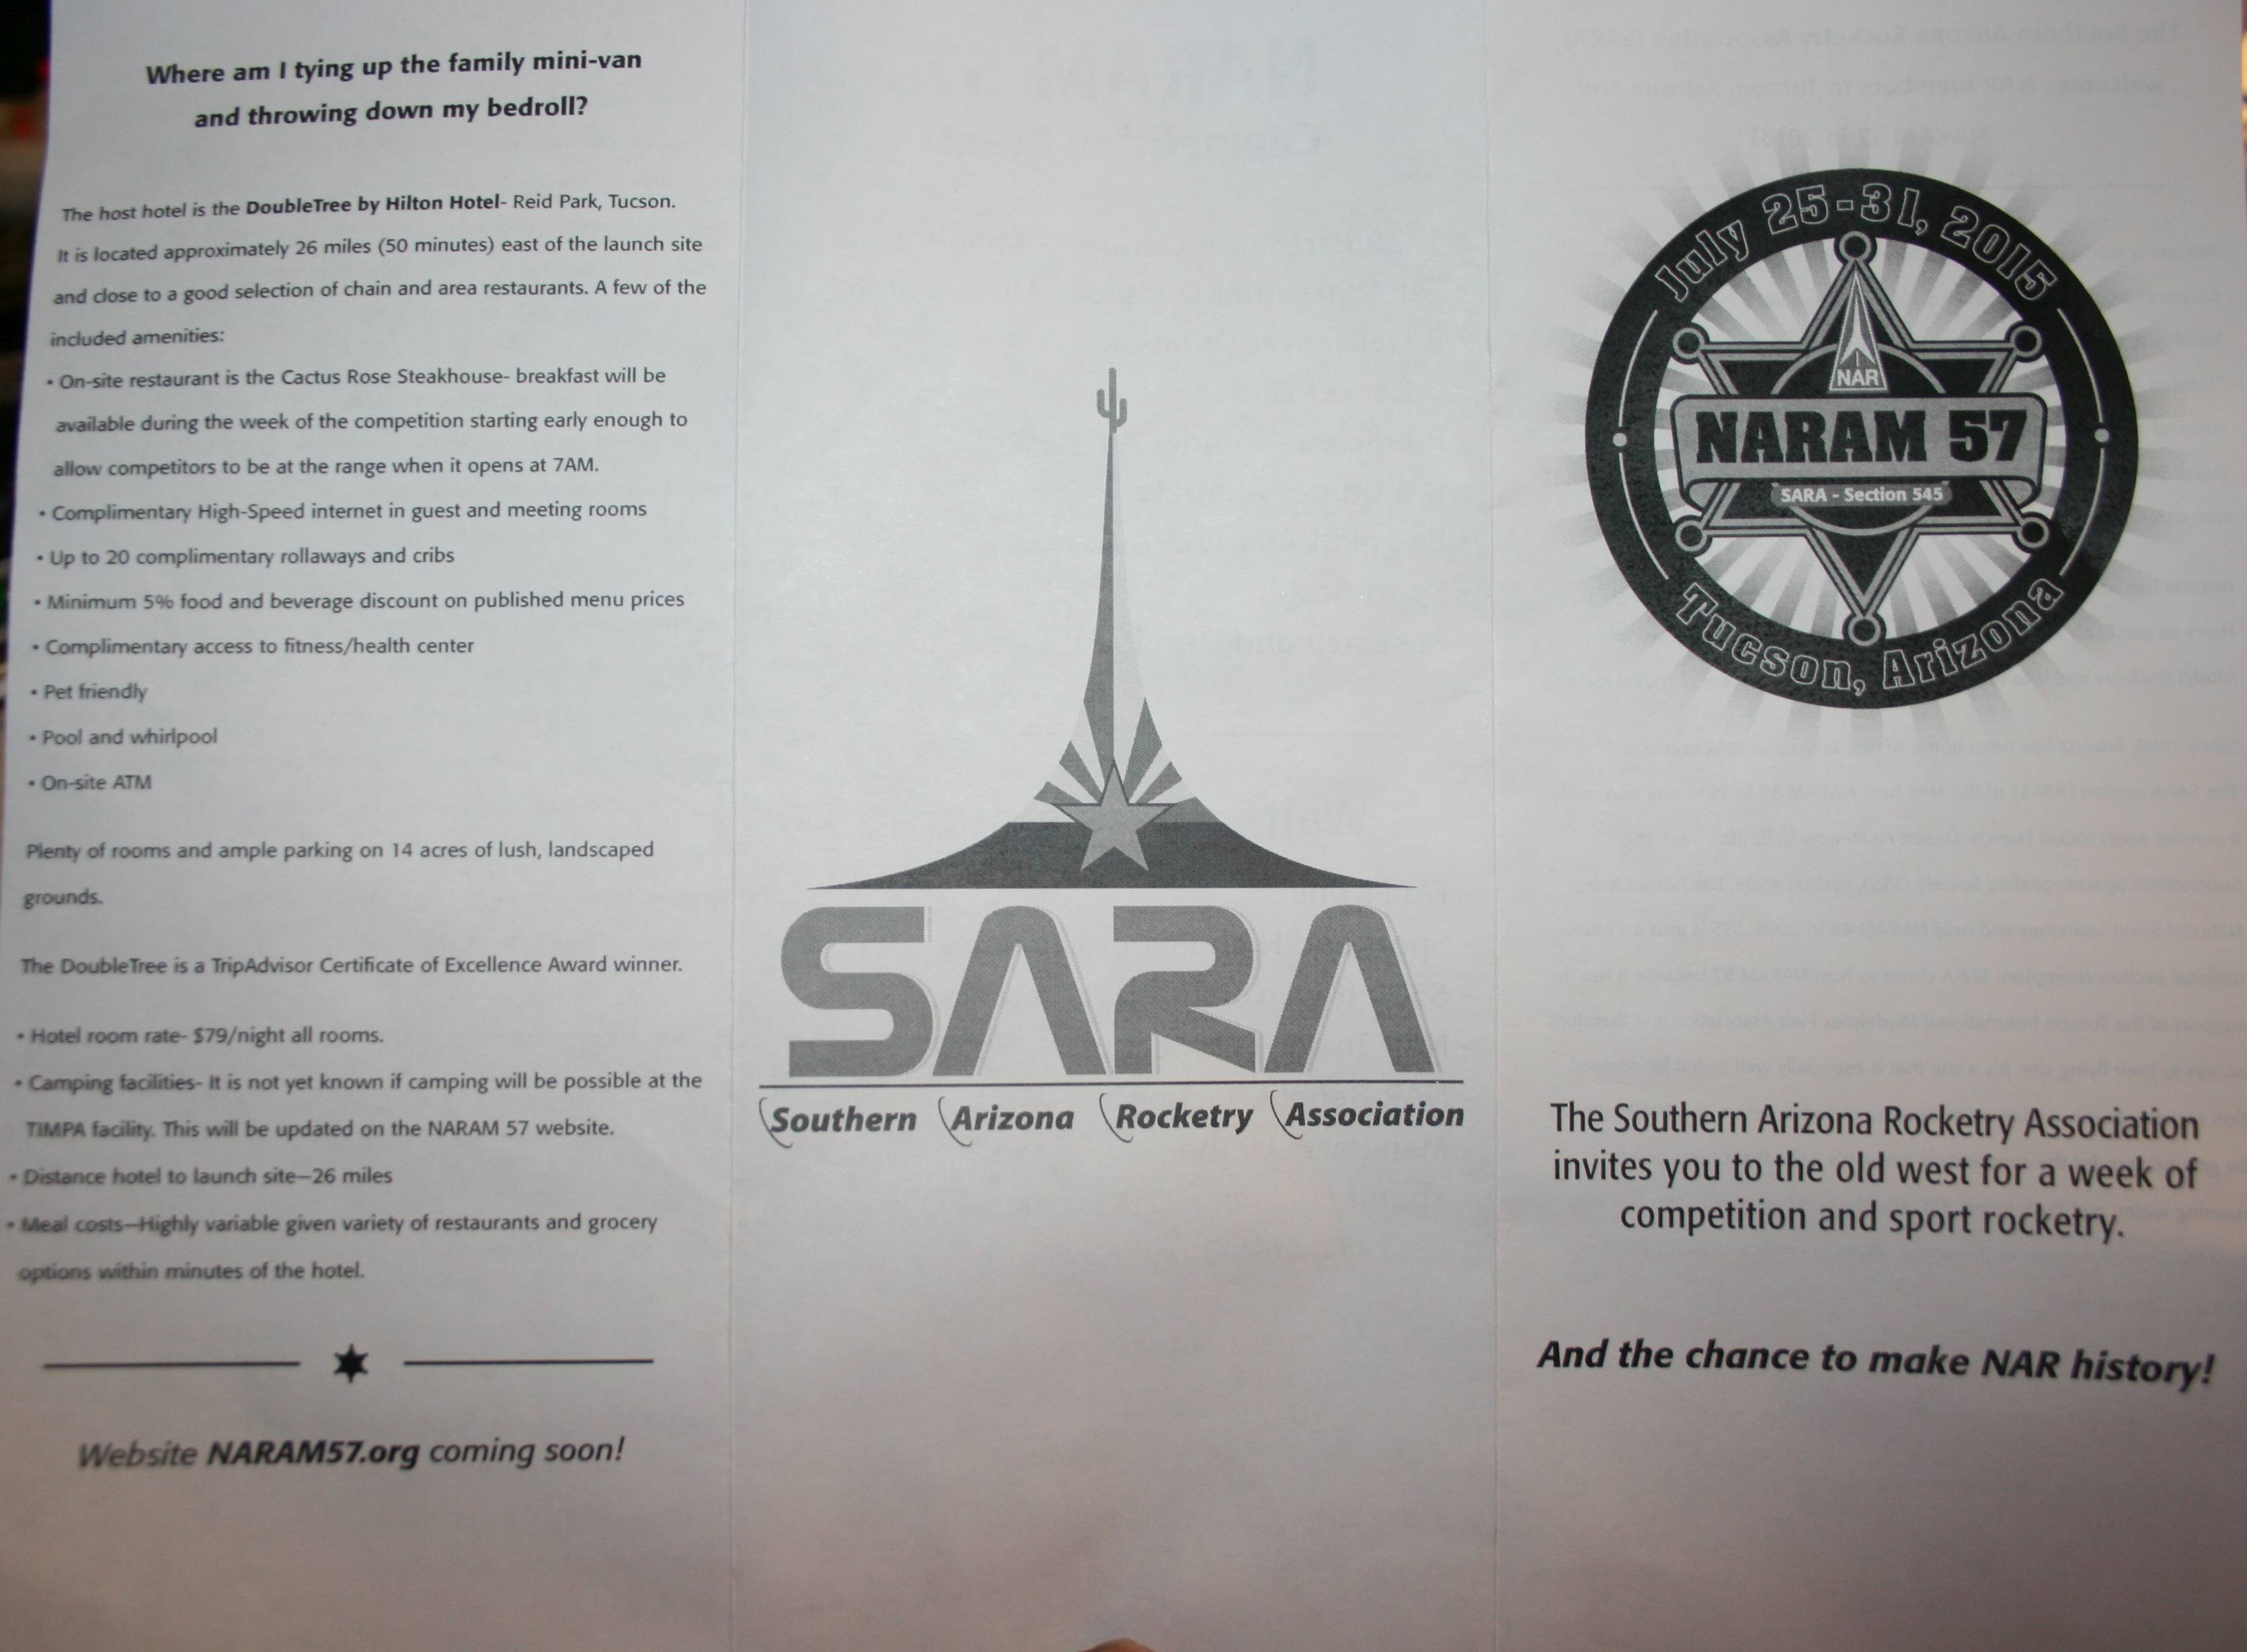 Where am I tying up the family mini-van
and throwing down my bedroll?
The host hotel is the DoubleTree by Hilton Hotel- Reid Park, Tucson.
It is located approximately 26 miles (50 minutes) east of the launch site
and close to a good selection of chain and area restaurants. A few of the
included amenities:
• On-site restaurant is the Cactus Rose Steakhouse- breakfast will be
available during the week of the competition starting early enough to
allow competitors to be at the range when it opens at 7AM.
• Complimentary High-Speed internet in guest and meeting rooms
• Up to 20 complimentary rollaways and cribs
• Minimum 5% food and beverage discount on published menu prices
• Complimentary access to fitness/health center
• Pet friendly
• Pool and whirlpool
• On-site ATM
Plenty of rooms and ample parking on 14 acres of lush, landscaped
grounds.
The DoubleTree is a TripAdvisor Certificate of Excellence Award winner.
• Hotel room rate- $79/night all rooms.
• Camping facilities- It is not yet known if camping will be possible at the
TIMPA facility. This will be updated on the NARAM 57 website.
• Distance hotel to launch site—26 miles
• Meal costs—Highly variable given variety of restaurants and grocery
options within minutes of the hotel.
Website NARAM57.org coming soon!
SARA
Southern Arizona Rocketry Association
July 25-31, 2015
NAR
NARAM 57
SARA - Section 545
Tucson, Arizona
The Southern Arizona Rocketry Association
invites you to the old west for a week of
competition and sport rocketry.
And the chance to make NAR history!